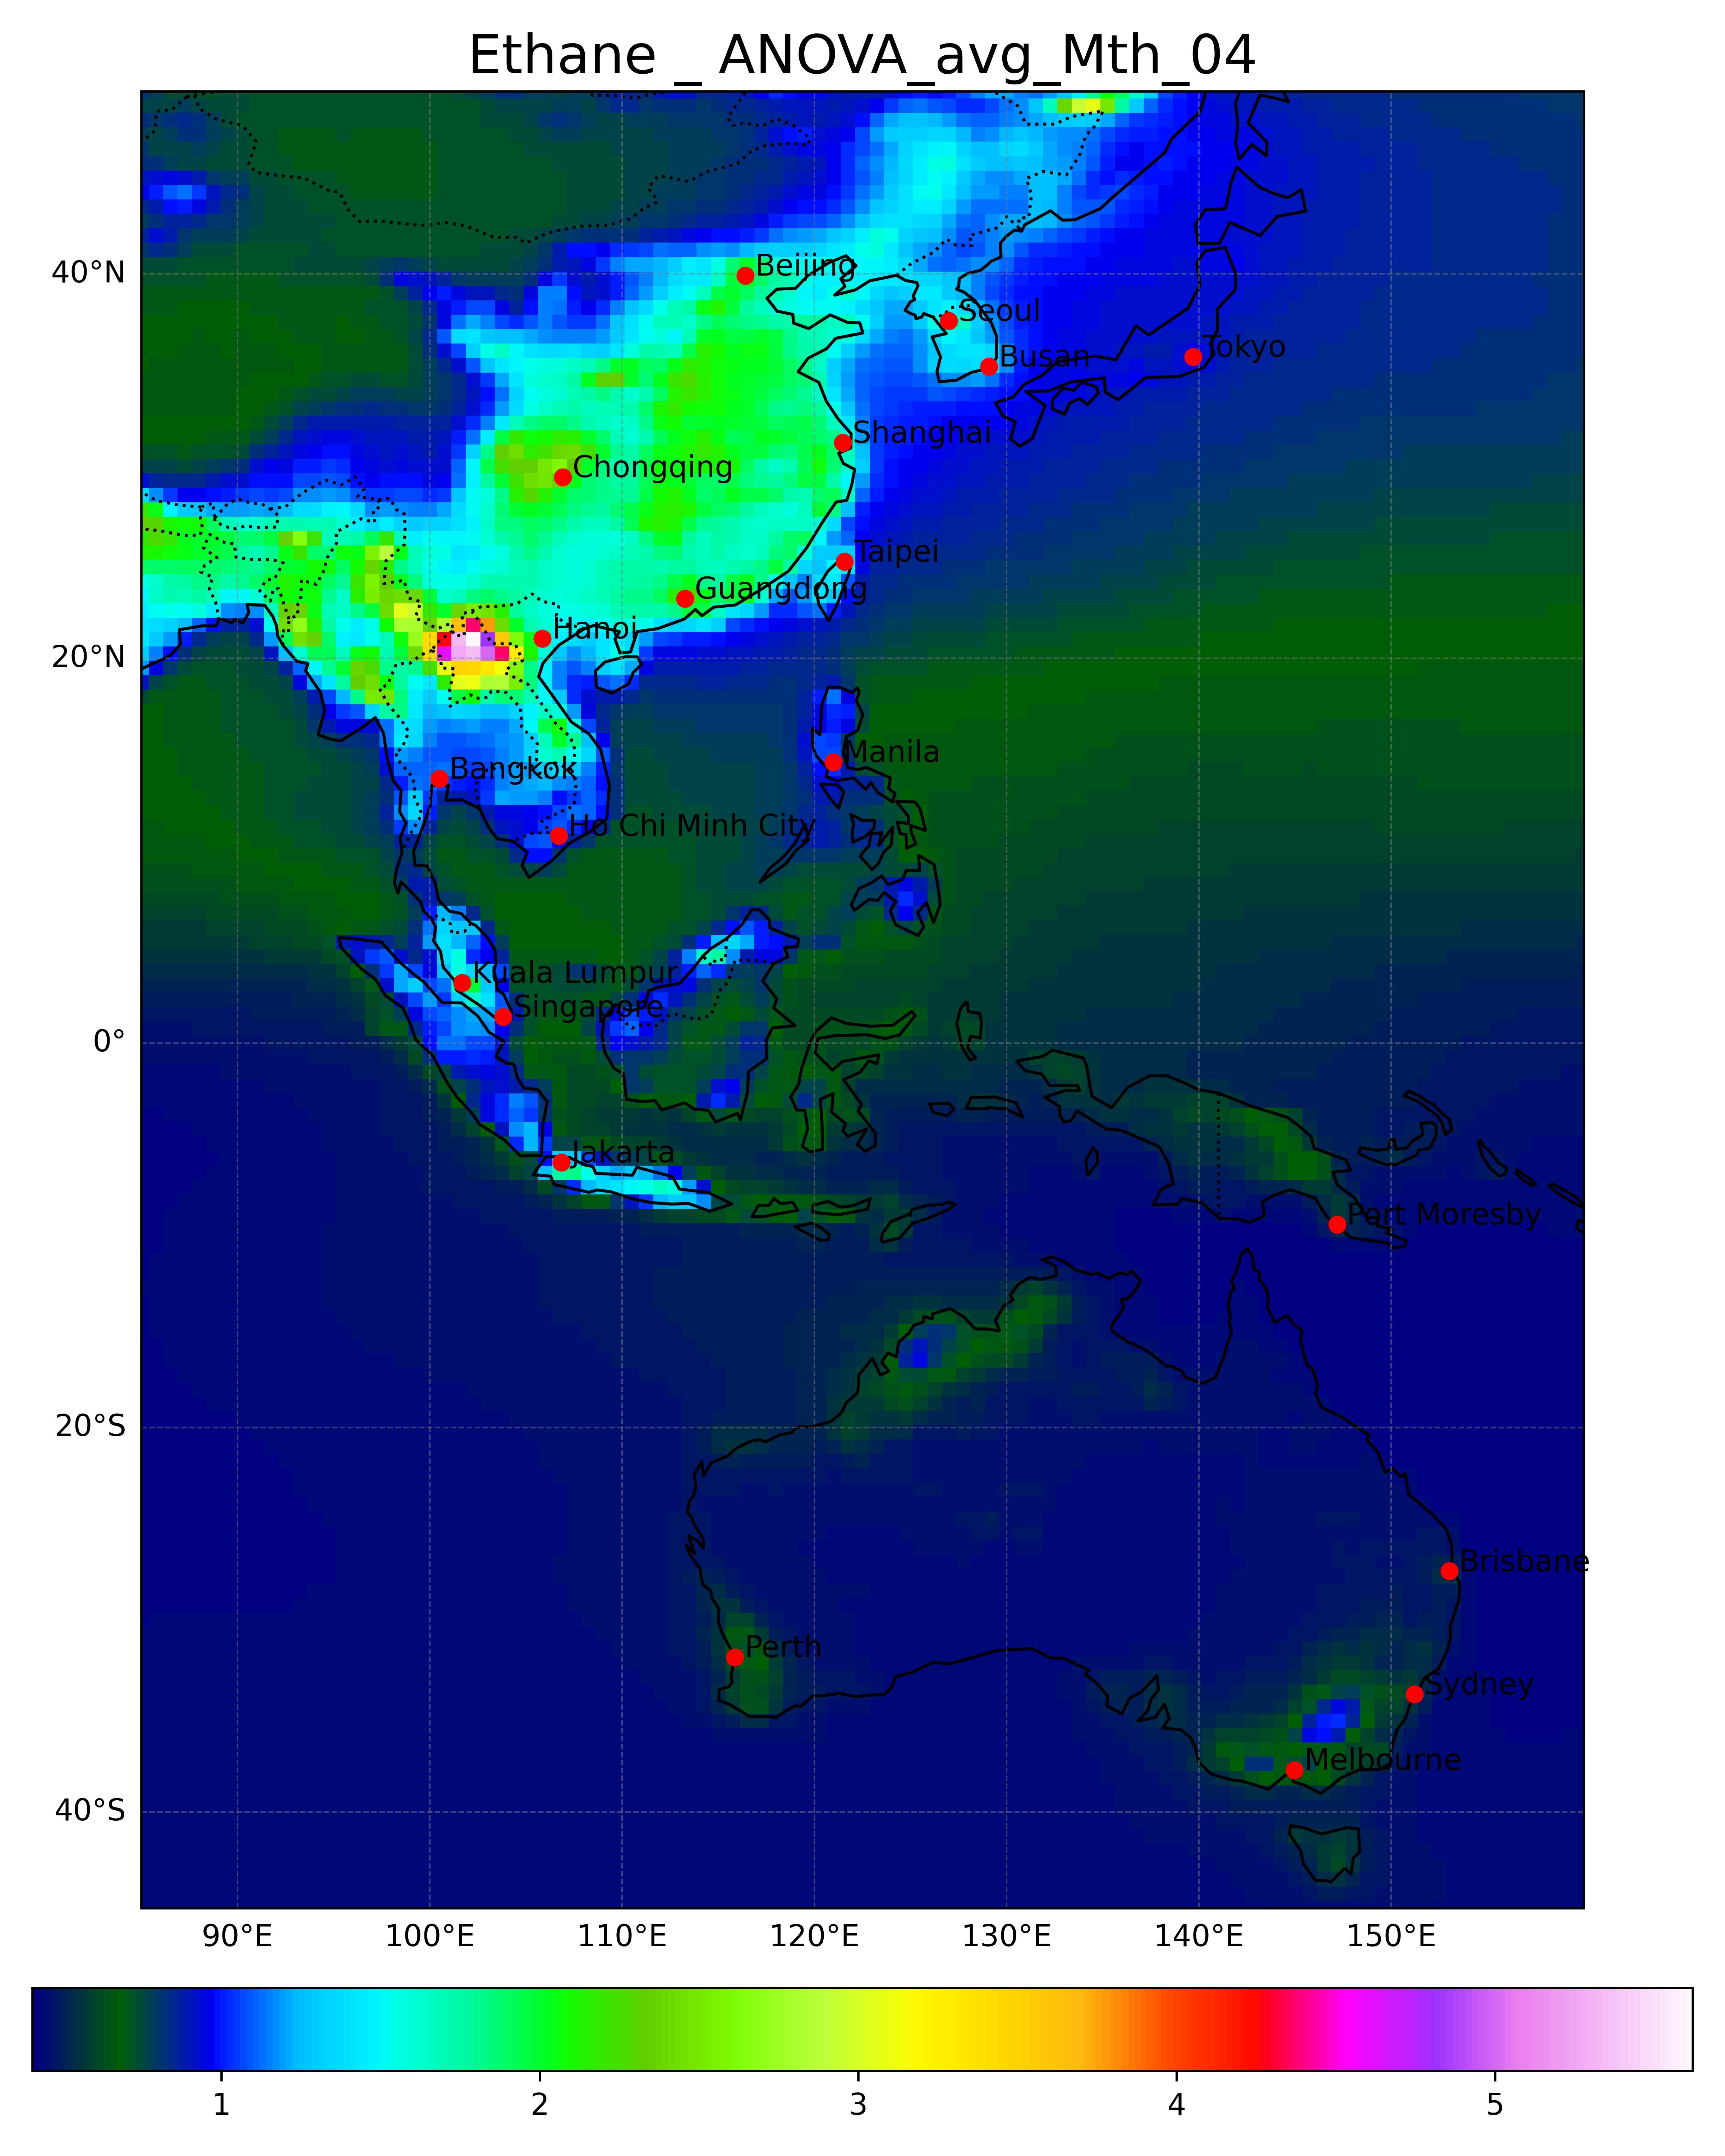 Ethane _ ANOVA_avg_Mth_04
40°N
20°N
0°
20°S
40°S
Beijing
Seoul
Busan
Tokyo
Shanghai
Chongqing
Taipei
Guangdong
Hanoi
Manila
Bangkok
Ho Chi Minh City
Kuala Lumpur
Singapore
Jakarta
Port Moresby
Brisbane
Perth
Sydney
Melbourne
90°E 100°E 110°E 120°E 130°E 140°E 150°E
1 2 3 4 5